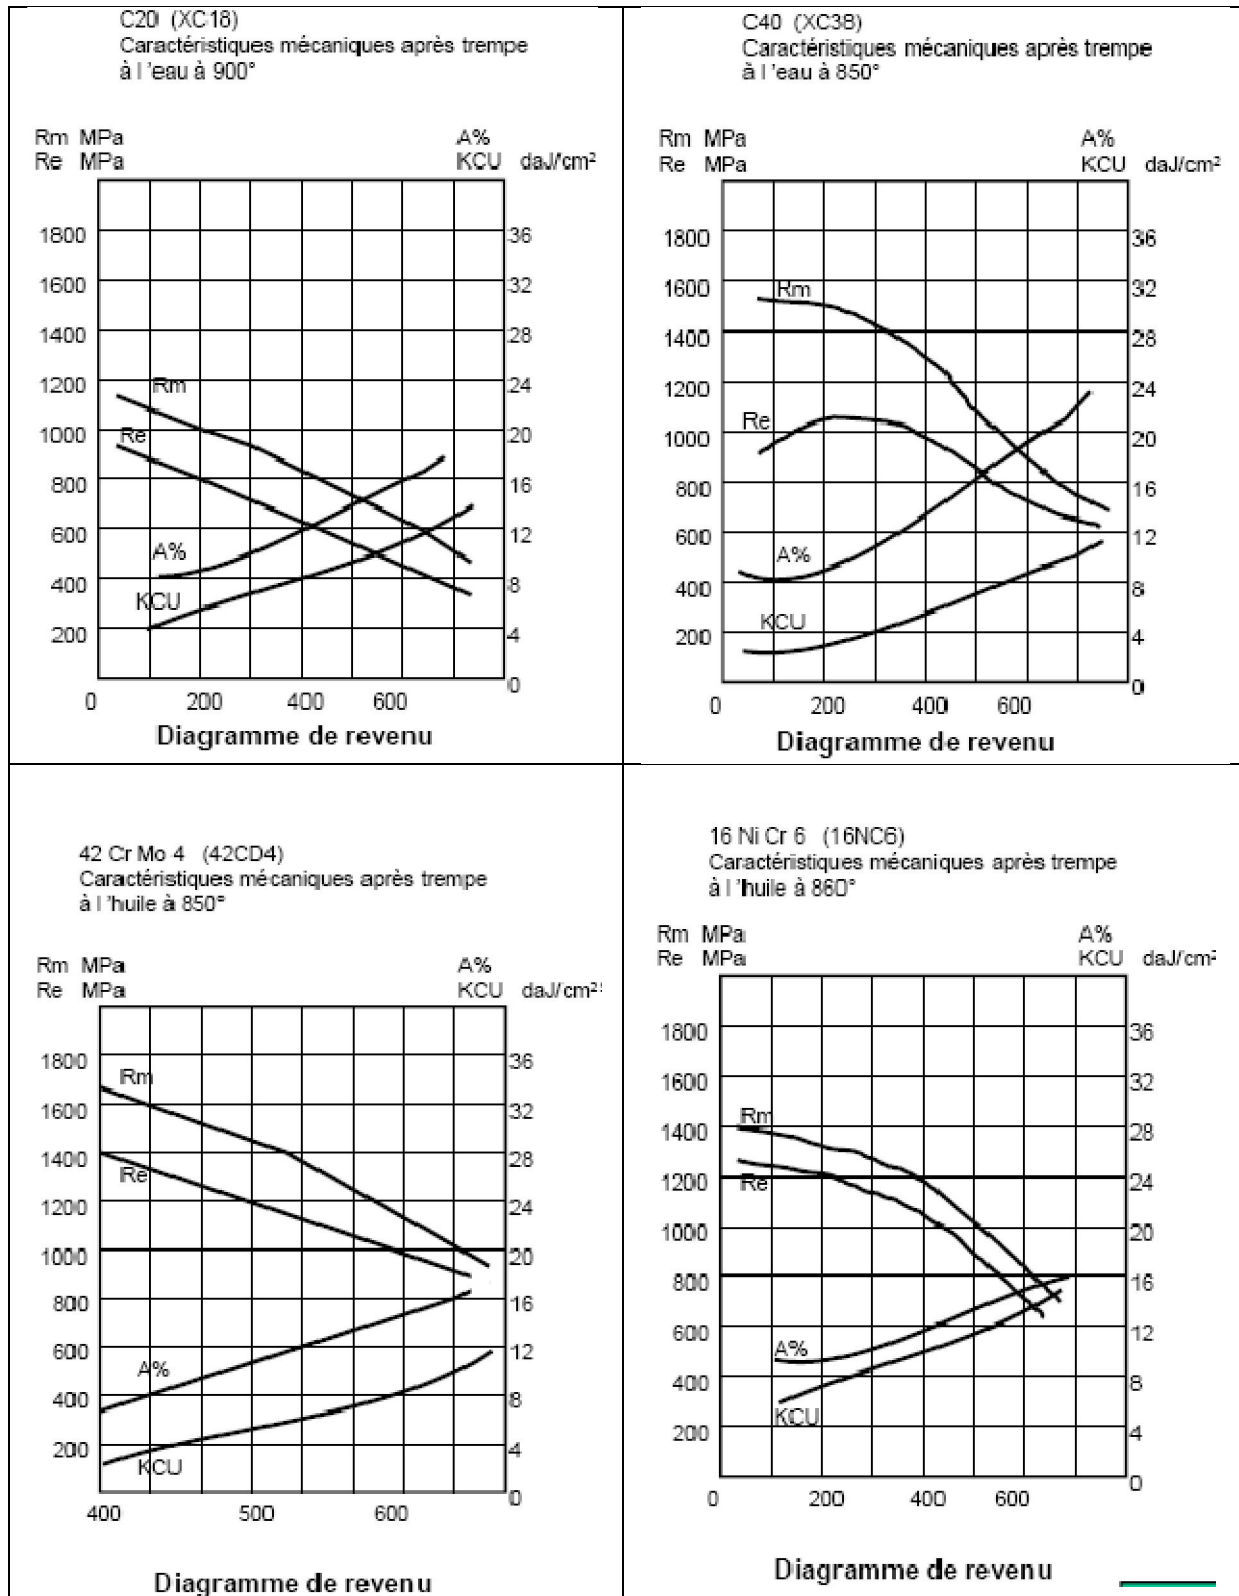 C20 (XC18)
Caractéristiques mécaniques après trempe
à l 'eau à 900°
Rm MPa
Re MPa
A%
KCU daJ/cm²
1800
1600
1400
1200
1000
800
600
400
200
36
32
28
24
20
16
12
8
4
0
Rm
Re
A%
KCU
0 200 400 600
Diagramme de revenu
C40 (XC38)
Caractéristiques mécaniques après trempe
à l 'eau à 850°
Rm MPa
Re MPa
A%
KCU daJ/cm²
1800
1600
1400
1200
1000
800
600
400
200
36
32
28
24
20
16
12
8
4
0
Rm
Re
A%
KCU
0 200 400 600
Diagramme de revenu
42 Cr Mo 4 (42CD4)
Caractéristiques mécaniques après trempe
à l 'huile à 850°
Rm MPa
Re MPa
A%
KCU daJ/cm²
1800
1600
1400
1200
1000
800
600
400
200
36
32
28
24
20
16
12
8
4
0
Rm
Re
A%
KCU
400 500 600
Diagramme de revenu
16 Ni Cr 6 (16NC6)
Caractéristiques mécaniques après trempe
à l 'huile à 860°
Rm MPa
Re MPa
A%
KCU daJ/cm²
1800
1600
1400
1200
1000
800
600
400
200
36
32
28
24
20
16
12
8
4
0
Rm
Re
A%
KCU
0 200 400 600
Diagramme de revenu